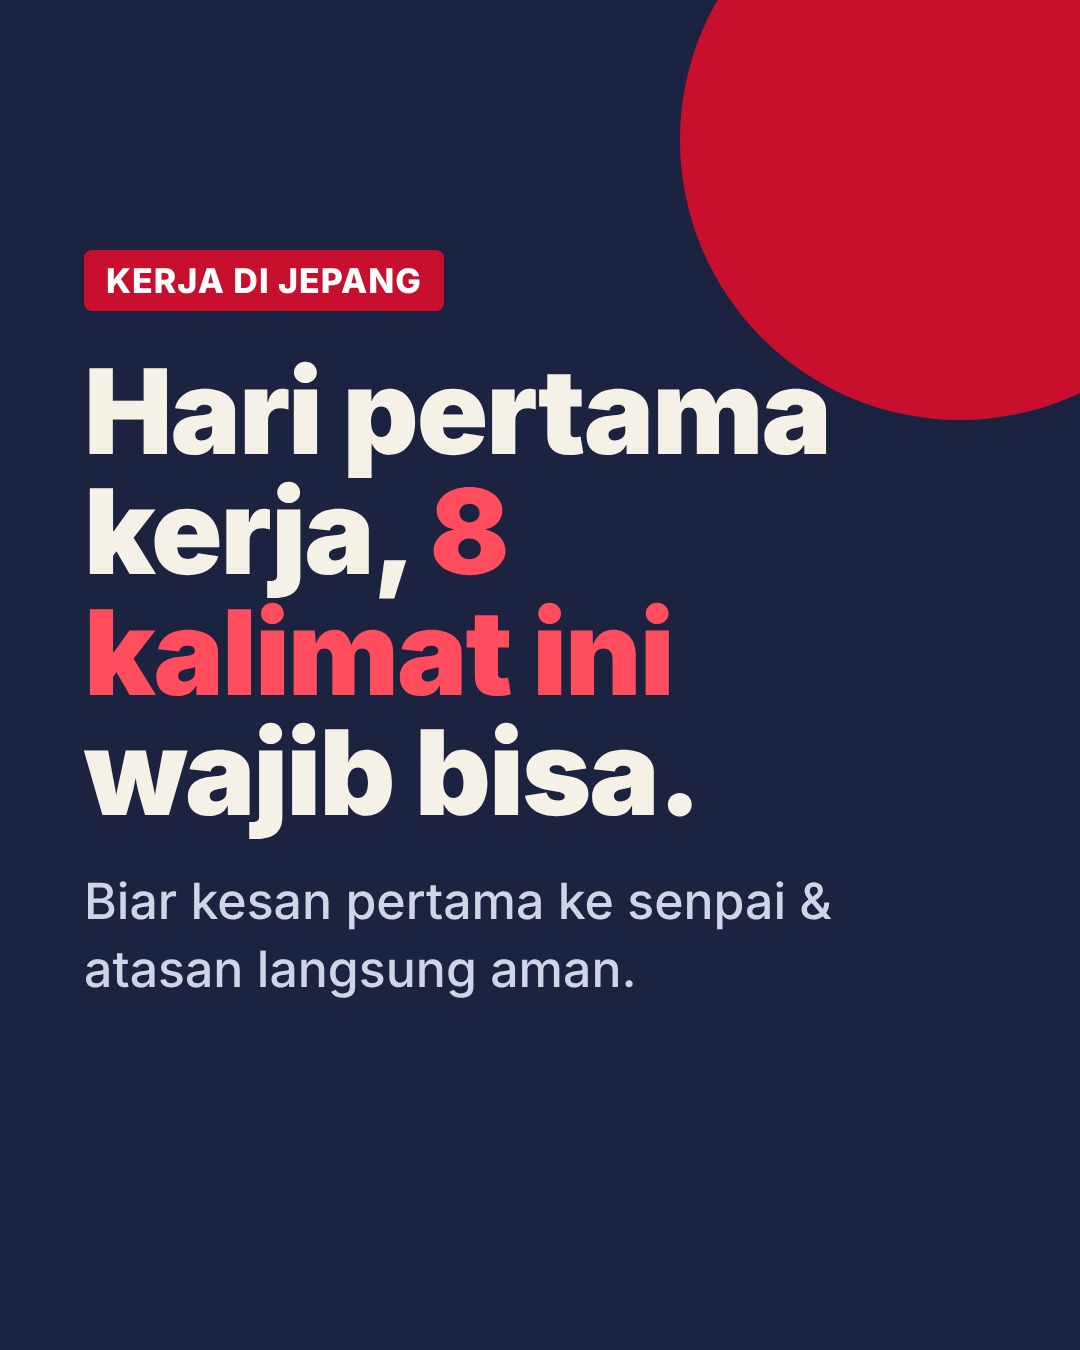 KERJA DI JEPANG
Hari pertama
kerja, 8
kalimat ini
wajib bisa.
Biar kesan pertama ke senpai &
atasan langsung aman.